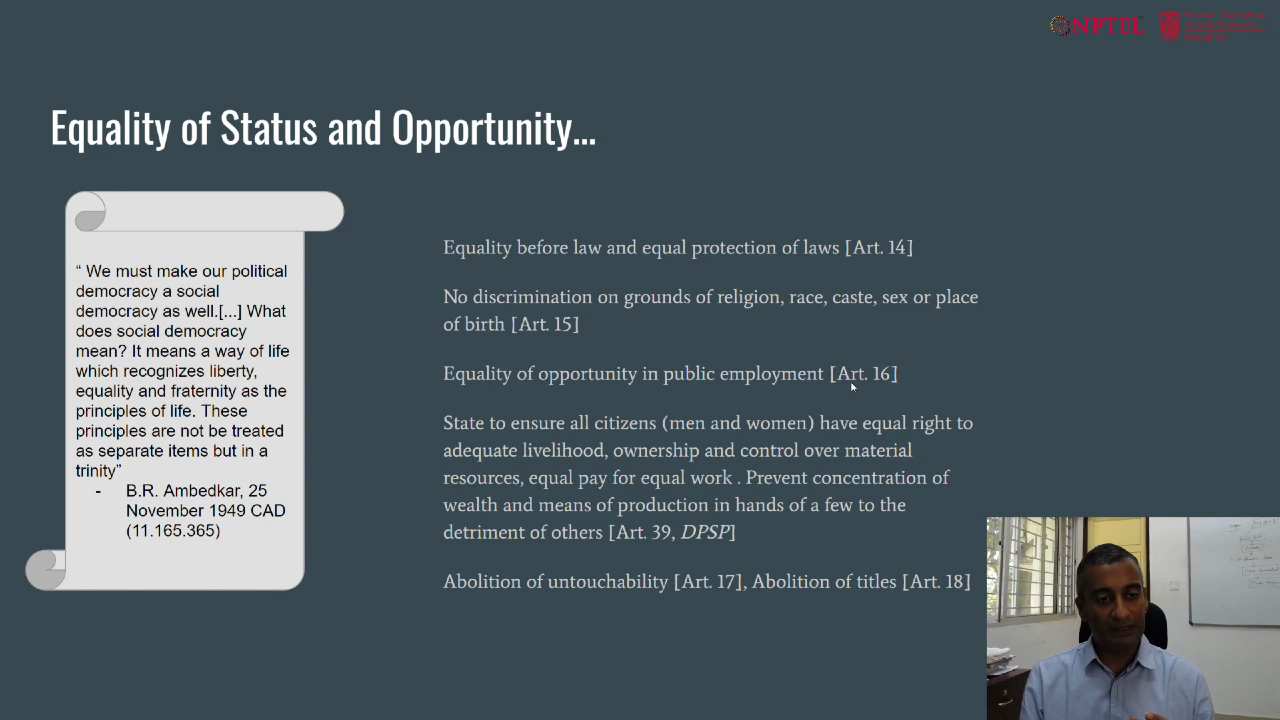 NPTEL
Equality of Status and Opportunity...
“ We must make our political
democracy a social
democracy as well.[...] What
does social democracy
mean? It means a way of life
which recognizes liberty,
equality and fraternity as the
principles of life. These
principles are not be treated
as separate items but in a
trinity”
- B.R. Ambedkar, 25
November 1949 CAD
(11.165.365)
Equality before law and equal protection of laws [Art. 14]
No discrimination on grounds of religion, race, caste, sex or place
of birth [Art. 15]
Equality of opportunity in public employment [Art. 16]
State to ensure all citizens (men and women) have equal right to
adequate livelihood, ownership and control over material
resources, equal pay for equal work . Prevent concentration of
wealth and means of production in hands of a few to the
detriment of others [Art. 39, DPSP]
Abolition of untouchability [Art. 17], Abolition of titles [Art. 18]